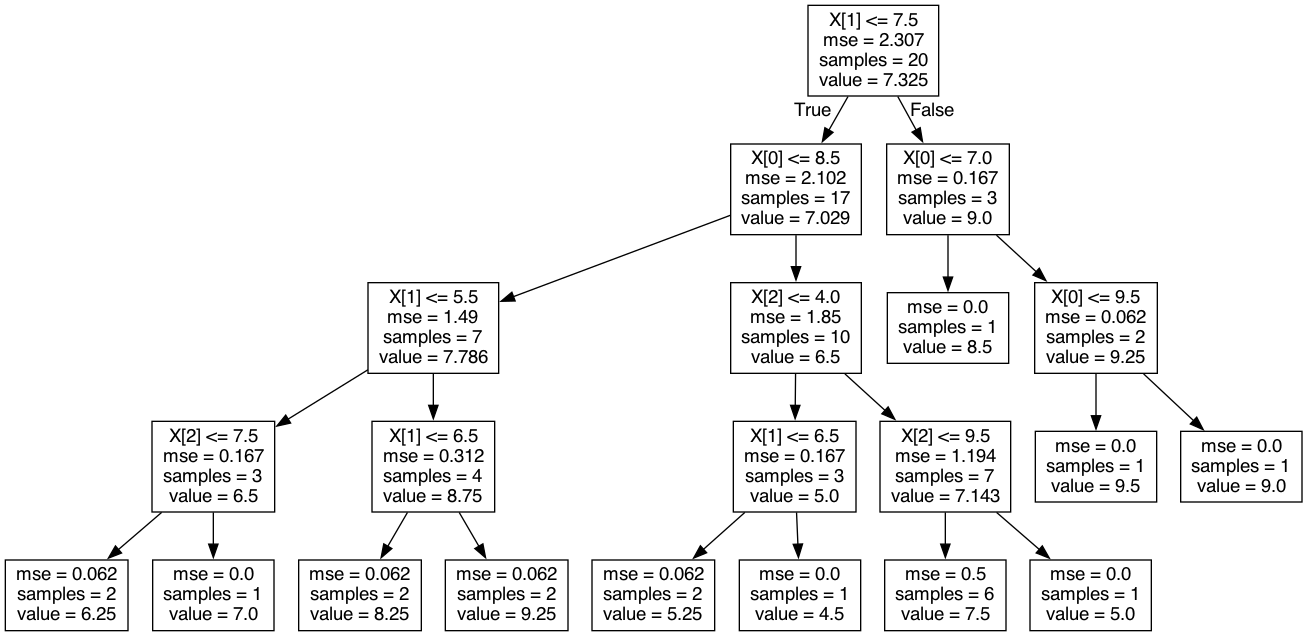 X[1] <= 7.5
mse = 2.307
samples = 20
value = 7.325
True
False
X[0] <= 8.5
mse = 2.102
samples = 17
value = 7.029
X[0] <= 7.0
mse = 0.167
samples = 3
value = 9.0
X[1] <= 5.5
mse = 1.49
samples = 7
value = 7.786
X[2] <= 4.0
mse = 1.85
samples = 10
value = 6.5
mse = 0.0
samples = 1
value = 8.5
X[0] <= 9.5
mse = 0.062
samples = 2
value = 9.25
X[2] <= 7.5
mse = 0.167
samples = 3
value = 6.5
X[1] <= 6.5
mse = 0.312
samples = 4
value = 8.75
X[1] <= 6.5
mse = 0.167
samples = 3
value = 5.0
X[2] <= 9.5
mse = 1.194
samples = 7
value = 7.143
mse = 0.0
samples = 1
value = 9.5
mse = 0.0
samples = 1
value = 9.0
mse = 0.062
samples = 2
value = 6.25
mse = 0.0
samples = 1
value = 7.0
mse = 0.062
samples = 2
value = 8.25
mse = 0.062
samples = 2
value = 9.25
mse = 0.062
samples = 2
value = 5.25
mse = 0.0
samples = 1
value = 4.5
mse = 0.5
samples = 6
value = 7.5
mse = 0.0
samples = 1
value = 5.0